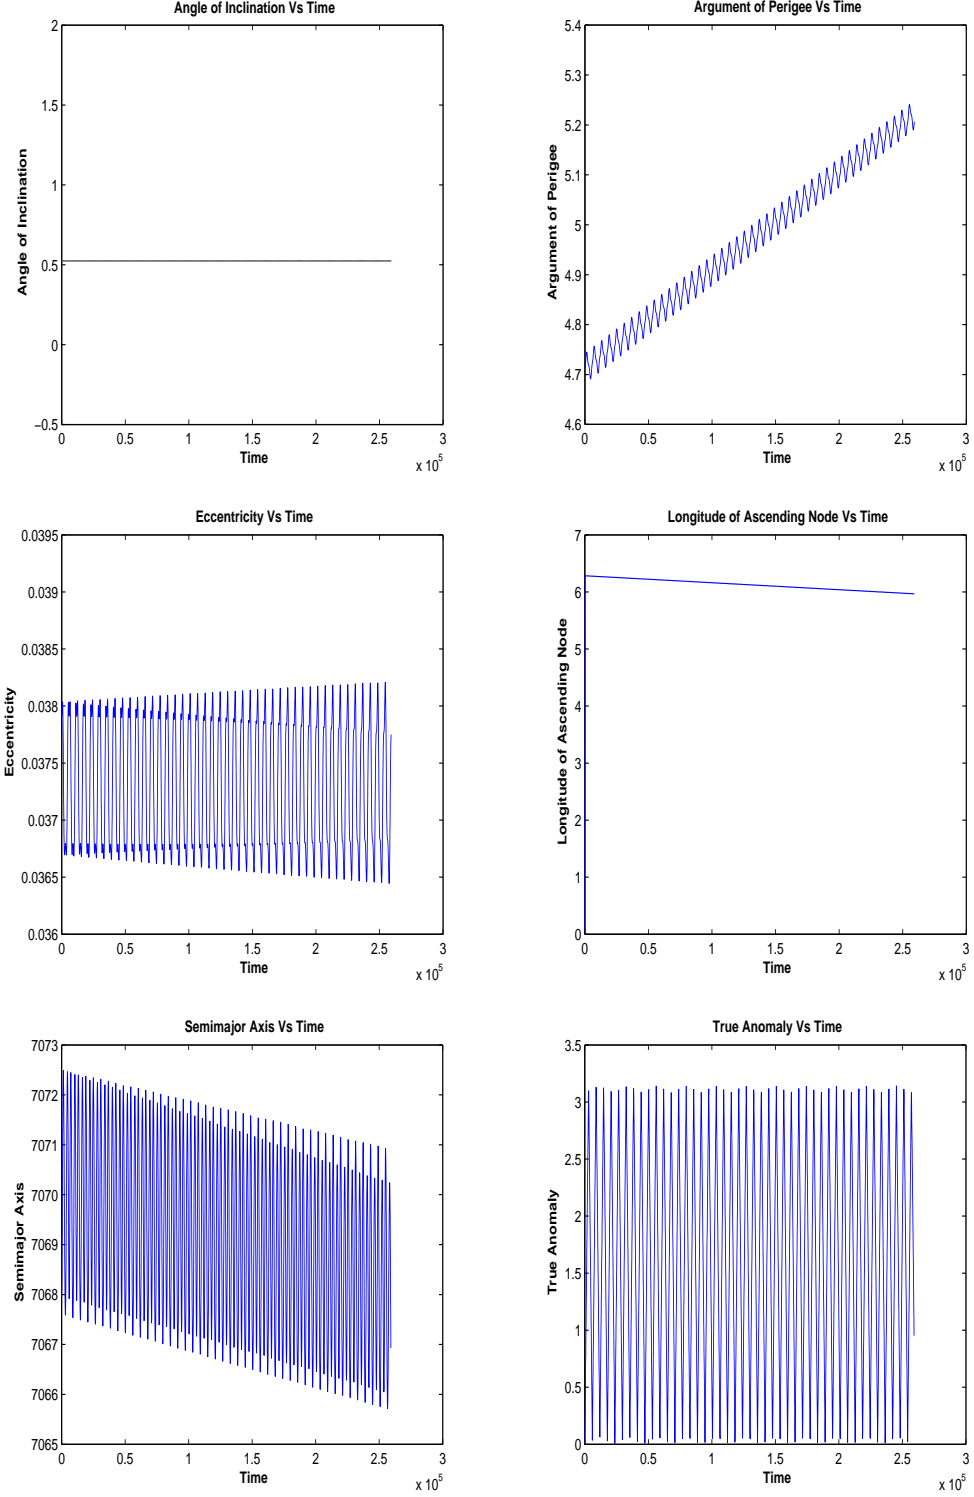 Angle of Inclination Vs Time
2
1.5
1
0.5
0
−0.5
Angle of Inclination
0 0.5 1 1.5 2 2.5 3
Time
x 10^5
Argument of Perigee Vs Time
5.4
5.3
5.2
5.1
5
4.9
4.8
4.7
4.6
Argument of Perigee
0 0.5 1 1.5 2 2.5 3
Time
x 10^5
Eccentricity Vs Time
0.0395
0.039
0.0385
0.038
0.0375
0.037
0.0365
0.036
Eccentricity
0 0.5 1 1.5 2 2.5 3
Time
x 10^5
Longitude of Ascending Node Vs Time
7
6
5
4
3
2
1
0
Longitude of Ascending Node
0 0.5 1 1.5 2 2.5 3
Time
x 10^5
Semimajor Axis Vs Time
7073
7072
7071
7070
7069
7068
7067
7066
7065
Semimajor Axis
0 0.5 1 1.5 2 2.5 3
Time
x 10^5
True Anomaly Vs Time
3.5
3
2.5
2
1.5
1
0.5
0
True Anomaly
0 0.5 1 1.5 2 2.5 3
Time
x 10^5